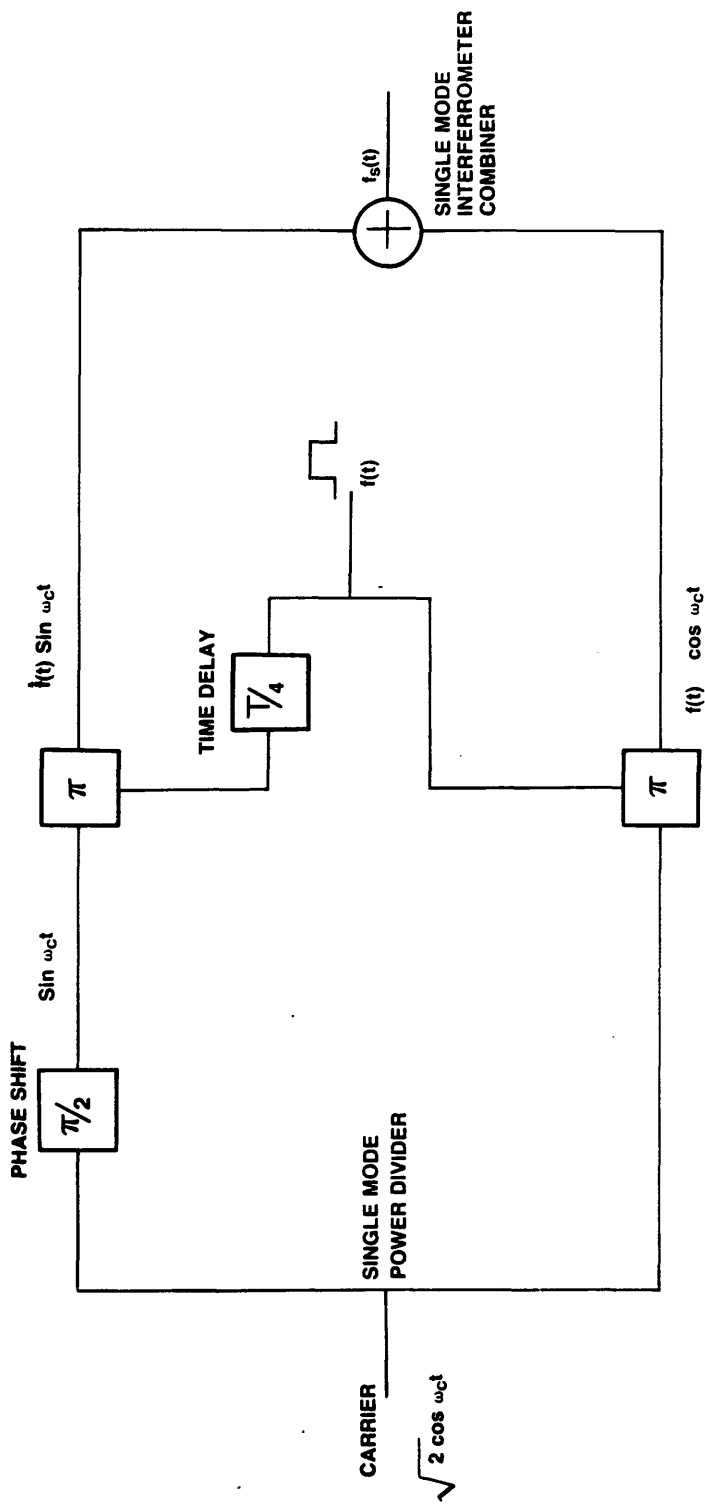 PHASE SHIFT
π/2
Sin ωct
π
f̂(t) Sin ωct
TIME DELAY
T/4
f(t)
CARRIER
√2 cos ωct
SINGLE MODE
POWER DIVIDER
π
f(t) cos ωct
+
fs(t)
SINGLE MODE
INTERFERROMETER
COMBINER